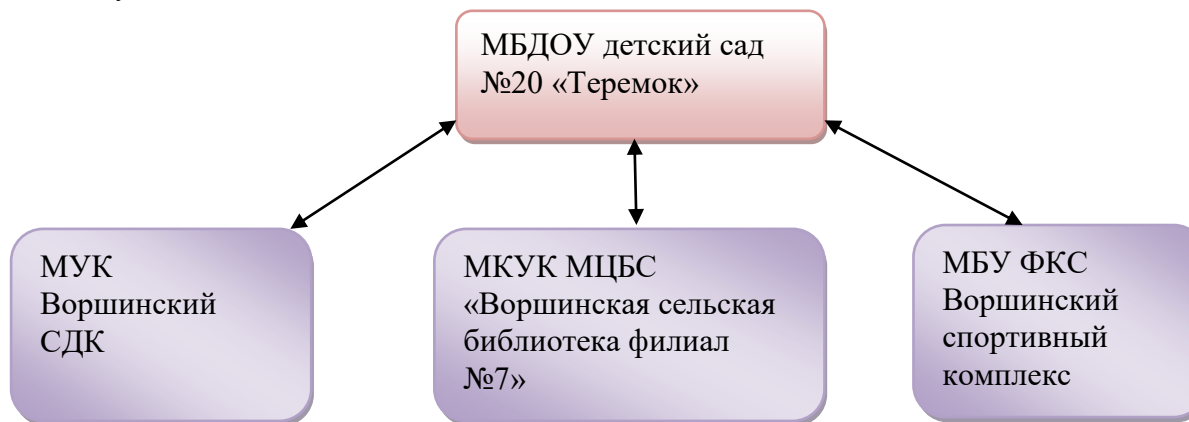 МБДОУ детский сад
№20 «Теремок»
МУК
Воршинский
СДК
МКУК МЦБС
«Воршинская сельская
библиотека филиал
№7»
МБУ ФКС
Воршинский
спортивный
комплекс